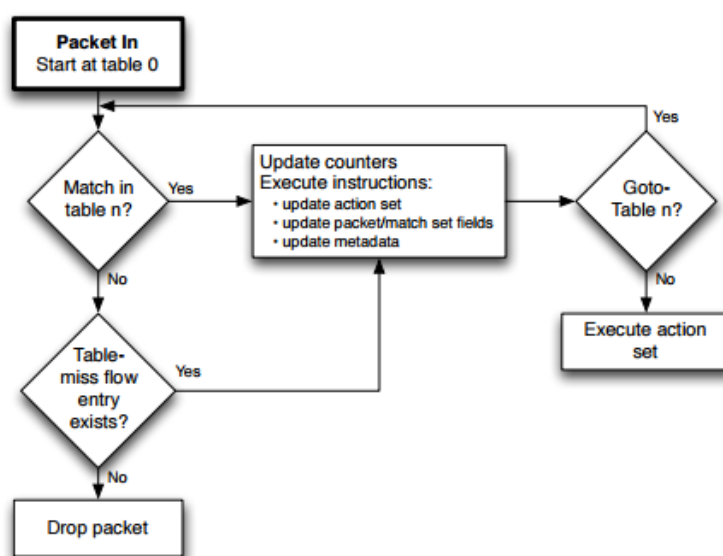 Packet In
Start at table 0
Yes
Match in
table n?
Yes
Update counters
Execute instructions:
• update action set
• update packet/match set fields
• update metadata
Goto-
Table n?
No
No
Execute action
set
Table-
miss flow
entry
exists?
Yes
No
Drop packet